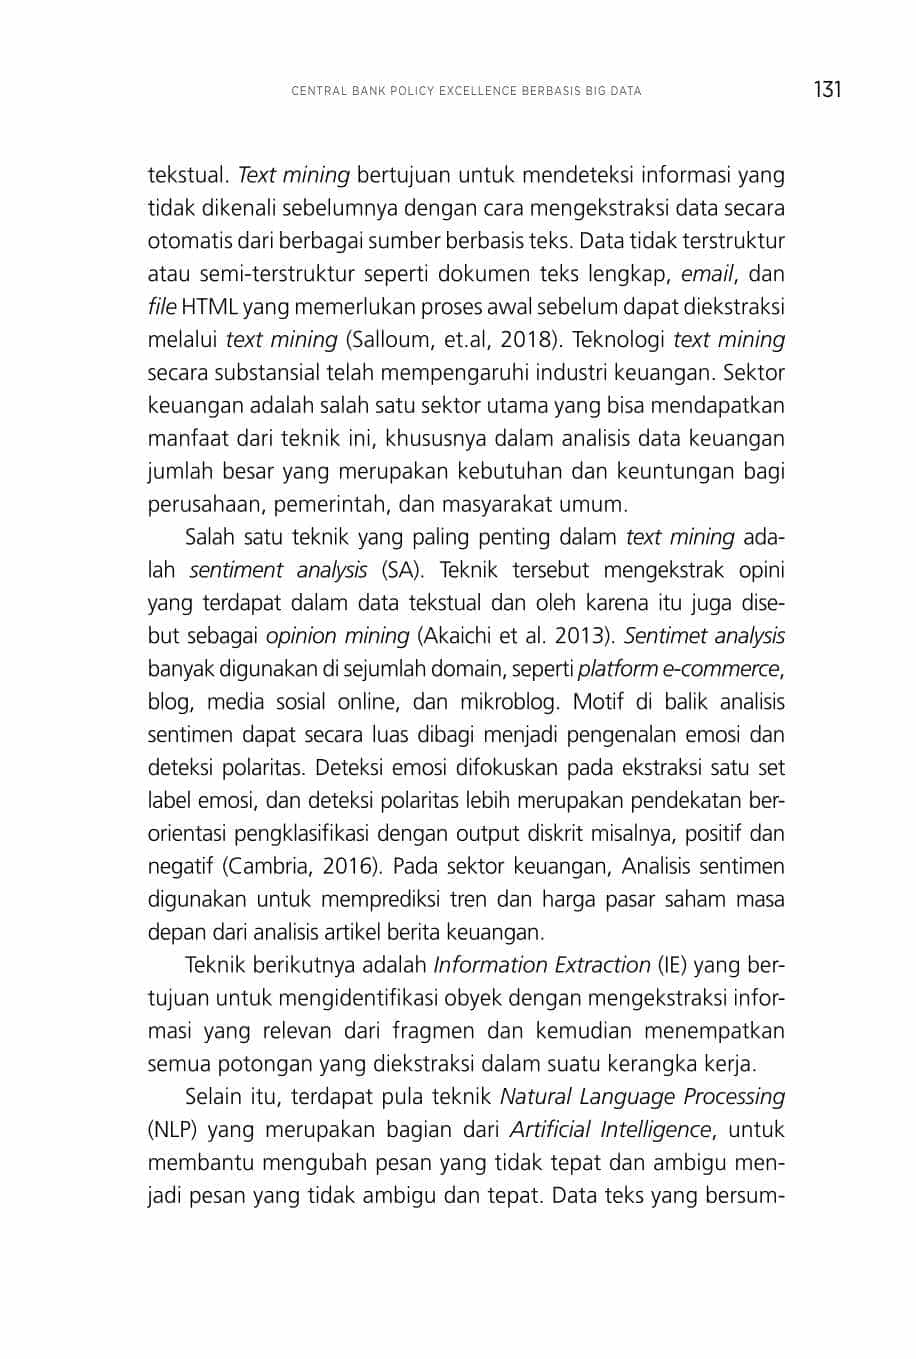 CENTRAL BANK POLICY EXCELLENCE BERBASIS BIG DATA 131
tekstual. Text mining bertujuan untuk mendeteksi informasi yang
tidak dikenali sebelumnya dengan cara mengekstraksi data secara
otomatis dari berbagai sumber berbasis teks. Data tidak terstruktur
atau semi-terstruktur seperti dokumen teks lengkap, email, dan
file HTML yang memerlukan proses awal sebelum dapat diekstraksi
melalui text mining (Salloum, et.al, 2018). Teknologi text mining
secara substansial telah mempengaruhi industri keuangan. Sektor
keuangan adalah salah satu sektor utama yang bisa mendapatkan
manfaat dari teknik ini, khususnya dalam analisis data keuangan
jumlah besar yang merupakan kebutuhan dan keuntungan bagi
perusahaan, pemerintah, dan masyarakat umum.
Salah satu teknik yang paling penting dalam text mining ada-
lah sentiment analysis (SA). Teknik tersebut mengekstrak opini
yang terdapat dalam data tekstual dan oleh karena itu juga dise-
but sebagai opinion mining (Akaichi et al. 2013). Sentimet analysis
banyak digunakan di sejumlah domain, seperti platform e-commerce,
blog, media sosial online, dan mikroblog. Motif di balik analisis
sentimen dapat secara luas dibagi menjadi pengenalan emosi dan
deteksi polaritas. Deteksi emosi difokuskan pada ekstraksi satu set
label emosi, dan deteksi polaritas lebih merupakan pendekatan ber-
orientasi pengklasifikasi dengan output diskrit misalnya, positif dan
negatif (Cambria, 2016). Pada sektor keuangan, Analisis sentimen
digunakan untuk memprediksi tren dan harga pasar saham masa
depan dari analisis artikel berita keuangan.
Teknik berikutnya adalah Information Extraction (IE) yang ber-
tujuan untuk mengidentifikasi obyek dengan mengekstraksi infor-
masi yang relevan dari fragmen dan kemudian menempatkan
semua potongan yang diekstraksi dalam suatu kerangka kerja.
Selain itu, terdapat pula teknik Natural Language Processing
(NLP) yang merupakan bagian dari Artificial Intelligence, untuk
membantu mengubah pesan yang tidak tepat dan ambigu men-
jadi pesan yang tidak ambigu dan tepat. Data teks yang bersum-